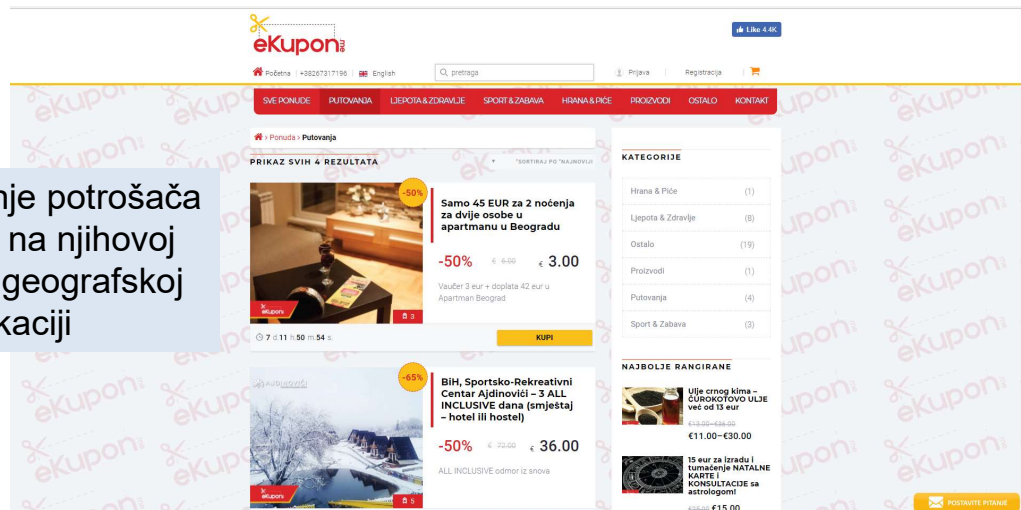 eKupon.me
Like 4.4K
Početna | +38267317196 | English
pretraga
Prijava
Registracija
SVE PONUDE PUTOVANJA LJEPOTA & ZDRAVLJE SPORT & ZABAVA HRANA & PIĆE PROIZVODI OSTALO KONTAKT
> Ponuda > Putovanja
PRIKAZ SVIH 4 REZULTATA
"SORTIRAJ PO "NAJNOVIJI
-50%
Samo 45 EUR za 2 noćenja
za dvije osobe u
apartmanu u Beogradu
-50% € 6.00 € 3.00
Vaučer 3 eur + doplata 42 eur u
Apartman Beograd
eKupon
3
7 d.11 h.50 m.54 s.
KUPI
nje potrošača
na njihovoj
geografskoj
kaciji
-65%
AJDINOVIĆI
BiH, Sportsko-Rekreativni
Centar Ajdinovići – 3 ALL
INCLUSIVE dana (smještaj
– hotel ili hostel)
-50% € 72.00 € 36.00
ALL INCLUSIVE odmor iz snova
eKupon
5
KATEGORIJE
Hrana & Piće (1)
Ljepota & Zdravlje (8)
Ostalo (19)
Proizvodi (1)
Putovanja (4)
Sport & Zabava (3)
NAJBOLJE RANGIRANE
Ulje crnog kima –
ĆUROKOTOVO ULJE
već od 13 eur
€13.00–€36.00
€11.00–€30.00
15 eur za izradu i
tumačenje NATALNE
KARTE i
KONSULTACIJE sa
astrologom!
€15.00
POSTAVITE PITANJE